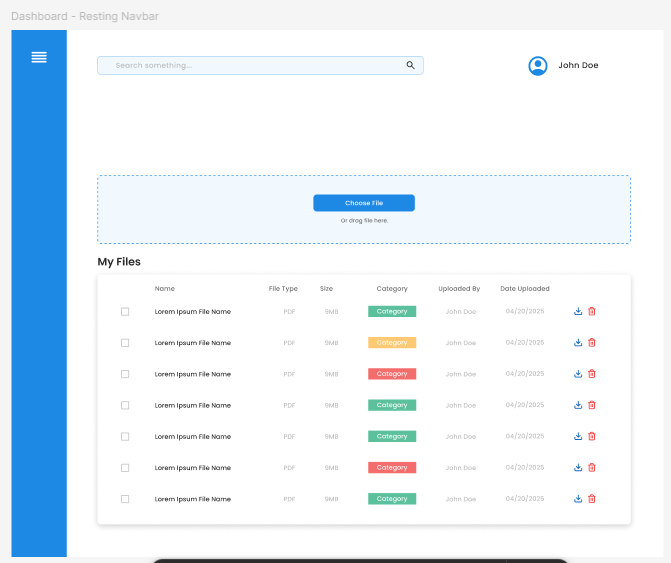 Dashboard - Resting Navbar
Search something...
John Doe
Choose File
Or drag file here.
My Files
Name File Type Size Category Uploaded By Date Uploaded
Lorem Ipsum File Name PDF 9MB Category John Doe 04/20/2025
Lorem Ipsum File Name PDF 9MB Category John Doe 04/20/2025
Lorem Ipsum File Name PDF 9MB Category John Doe 04/20/2025
Lorem Ipsum File Name PDF 9MB Category John Doe 04/20/2025
Lorem Ipsum File Name PDF 9MB Category John Doe 04/20/2025
Lorem Ipsum File Name PDF 9MB Category John Doe 04/20/2025
Lorem Ipsum File Name PDF 9MB Category John Doe 04/20/2025